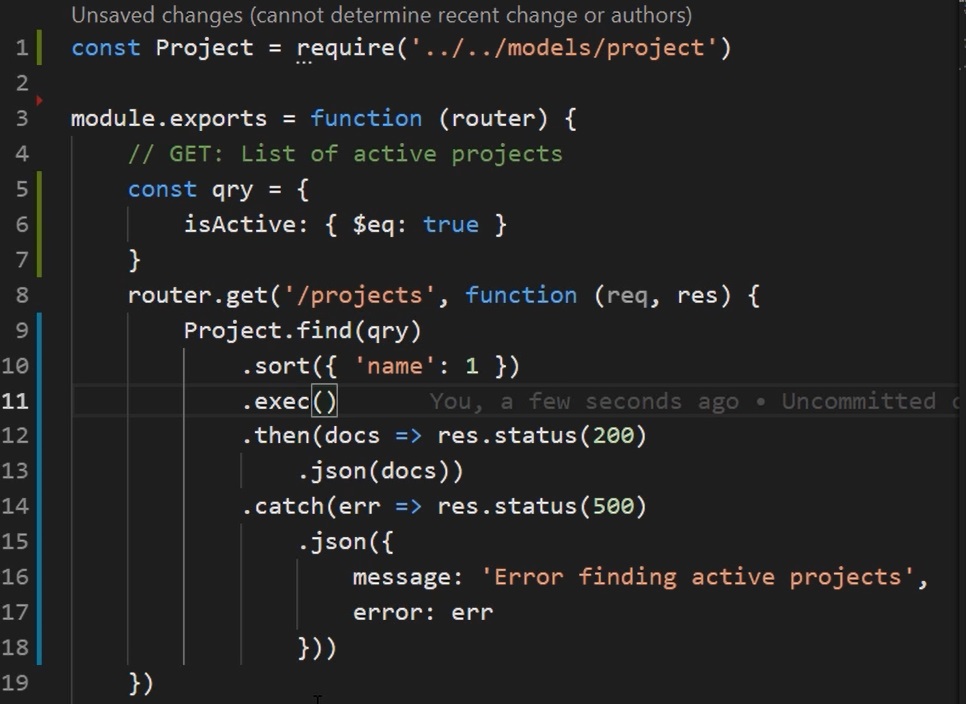 Unsaved changes (cannot determine recent change or authors)
1 const Project = require('../../models/project')
2
3 module.exports = function (router) {
4     // GET: List of active projects
5     const qry = {
6         isActive: { $eq: true }
7     }
8     router.get('/projects', function (req, res) {
9         Project.find(qry)
10             .sort({ 'name': 1 })
11             .exec()        You, a few seconds ago • Uncommitted
12             .then(docs => res.status(200)
13                 .json(docs))
14             .catch(err => res.status(500)
15                 .json({
16                     message: 'Error finding active projects',
17                     error: err
18                 }))
19     })